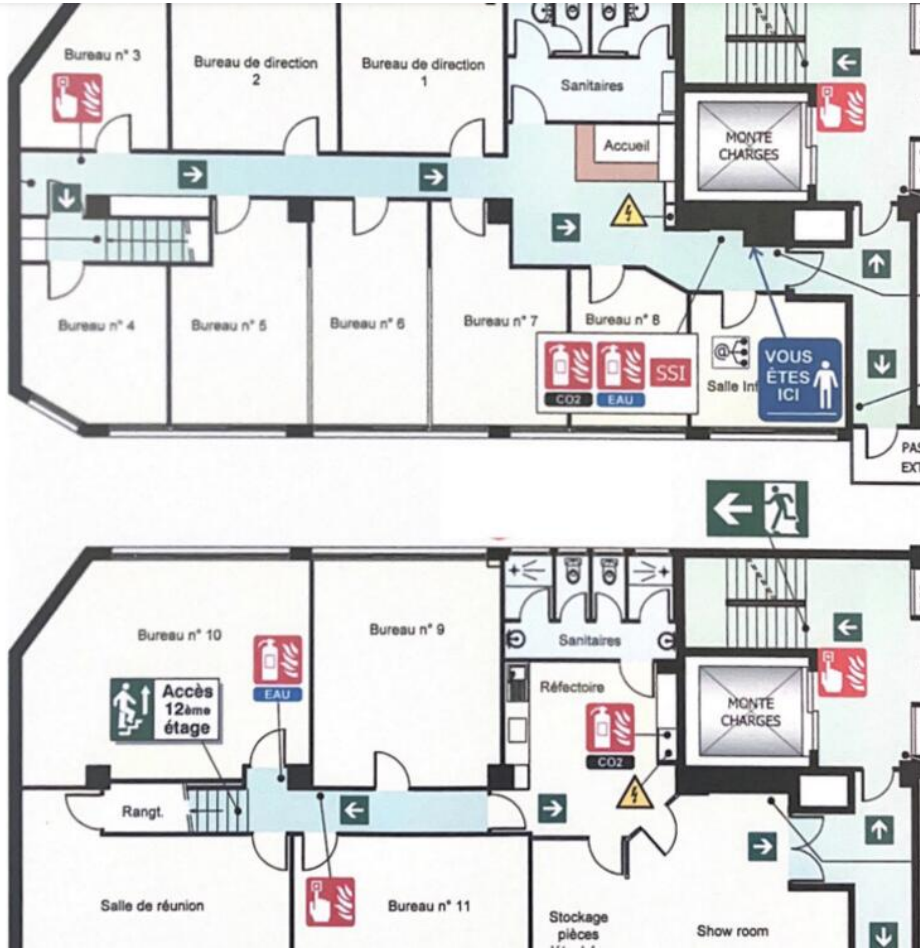 Bureau n° 3
Bureau de direction
2
Bureau de direction
1
Sanitaires
Accueil
MONTE
CHARGES
Bureau n° 4
Bureau n° 5
Bureau n° 6
Bureau n° 7
Bureau n° 8
CO2
EAU
SSI
@
Salle Inf
VOUS
ÊTES
ICI
PAS
EXT
Bureau n° 10
Bureau n° 9
Sanitaires
EAU
Accès
12ème
étage
Réfectoire
CO2
MONTE
CHARGES
Rangt.
Salle de réunion
Bureau n° 11
Stockage
pièces
Show room